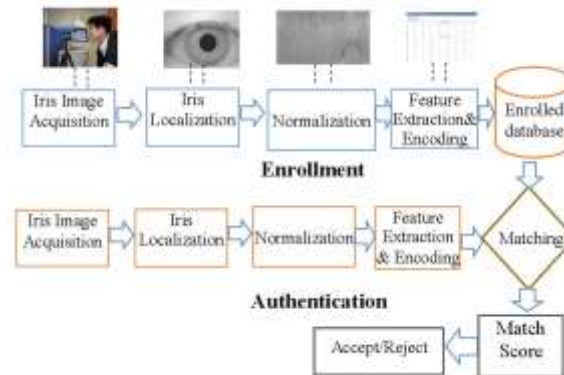 Iris Image
Acquisition
Iris
Localization
Normalization
Feature
Extraction&
Encoding
Enrolled
database
Enrollment
Iris Image
Acquisition
Iris
Localization
Normalization
Feature
Extraction
& Encoding
Matching
Authentication
Accept/Reject
Match
Score